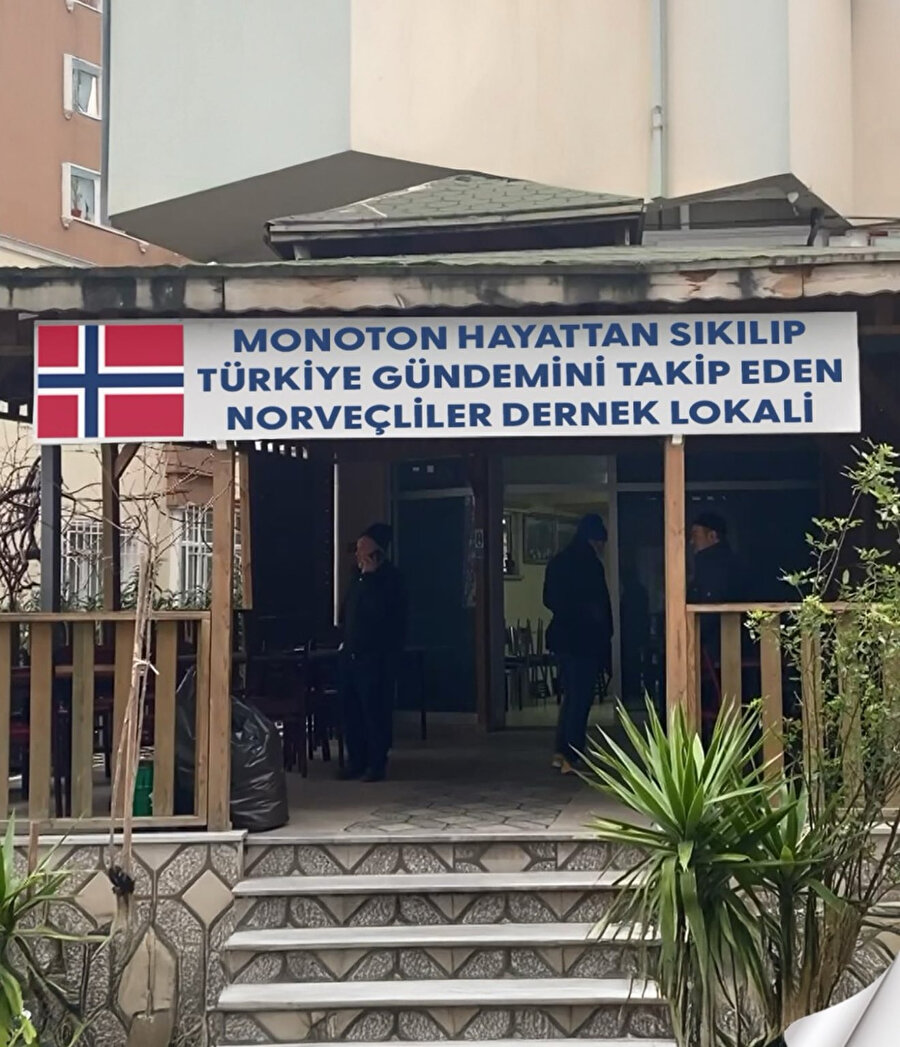 MONOTON HAYATTAN SIKILIP
TÜRKİYE GÜNDEMİNİ TAKİP EDEN
NORVEÇLİLER DERNEK LOKALİ